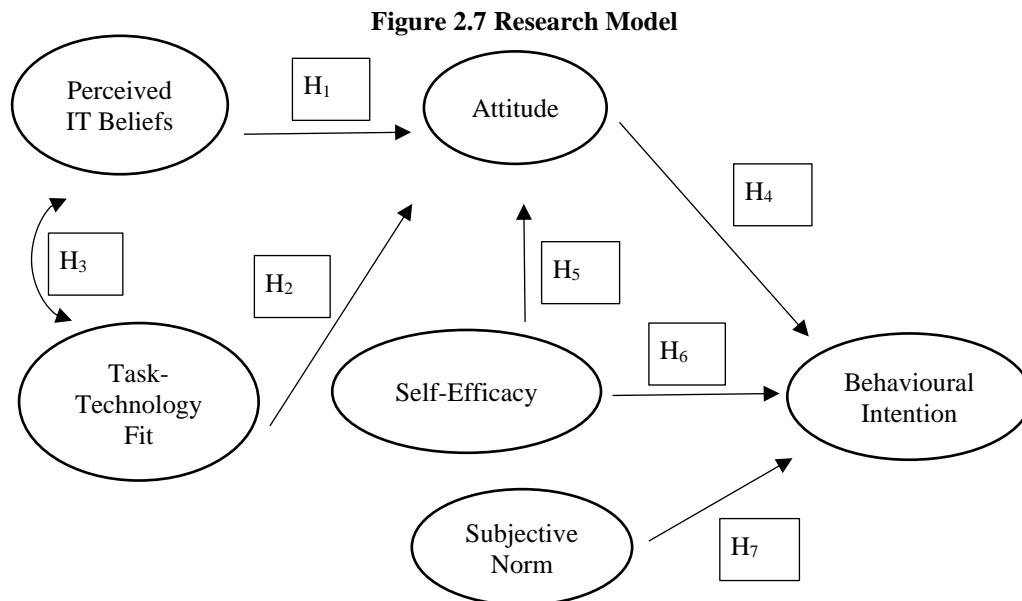 Figure 2.7 Research Model
Perceived
IT Beliefs
H₁
Attitude
H₄
H₃
H₂
H₅
Task-
Technology
Fit
Self-Efficacy
H₆
Behavioural
Intention
Subjective
Norm
H₇